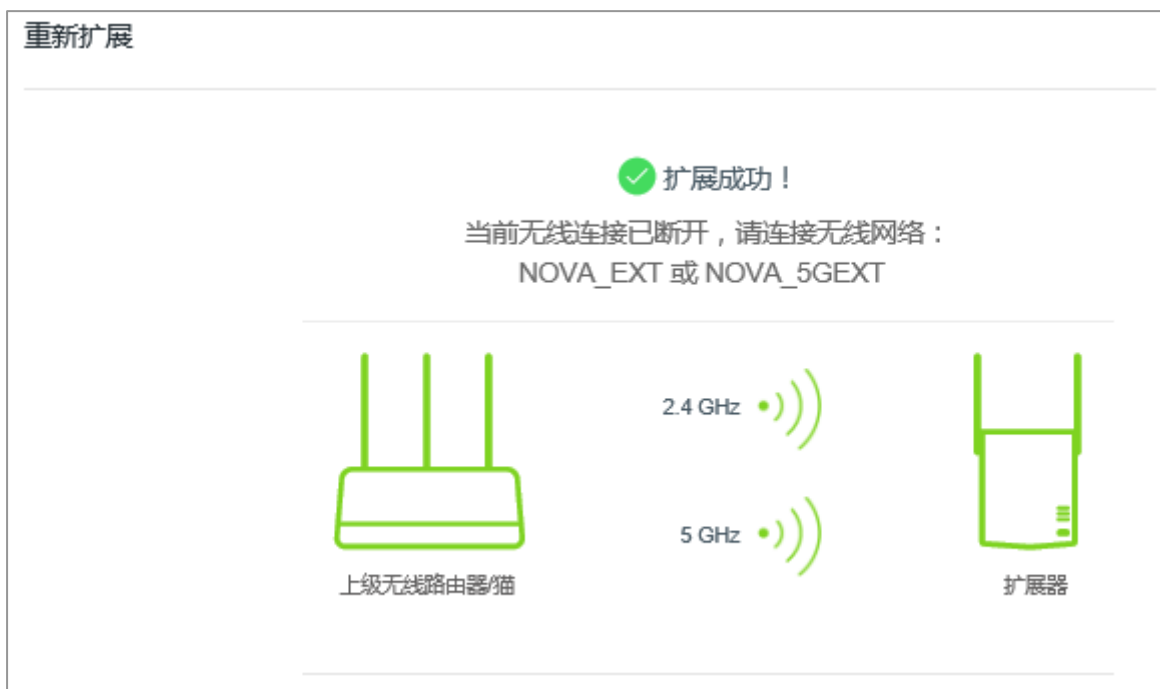 重新扩展
扩展成功！
当前无线连接已断开，请连接无线网络：
NOVA_EXT 或 NOVA_5GEXT
2.4 GHz
5 GHz
上级无线路由器/猫
扩展器